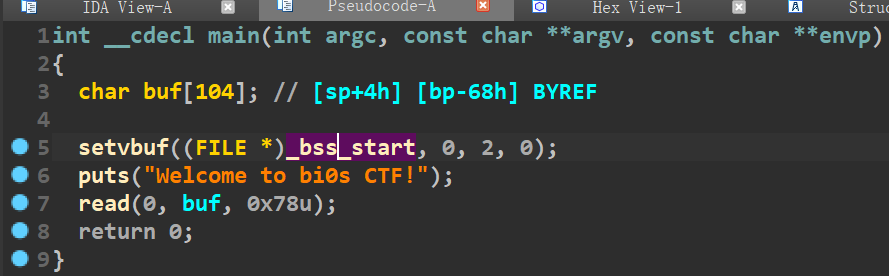 IDA View-A Pseudocode-A Hex View-1 Struc
1 int __cdecl main(int argc, const char **argv, const char **envp)
2 {
3 char buf[104]; // [sp+4h] [bp-68h] BYREF
4
5 setvbuf((FILE *)_bss_start, 0, 2, 0);
6 puts("Welcome to bi0s CTF!");
7 read(0, buf, 0x78u);
8 return 0;
9 }